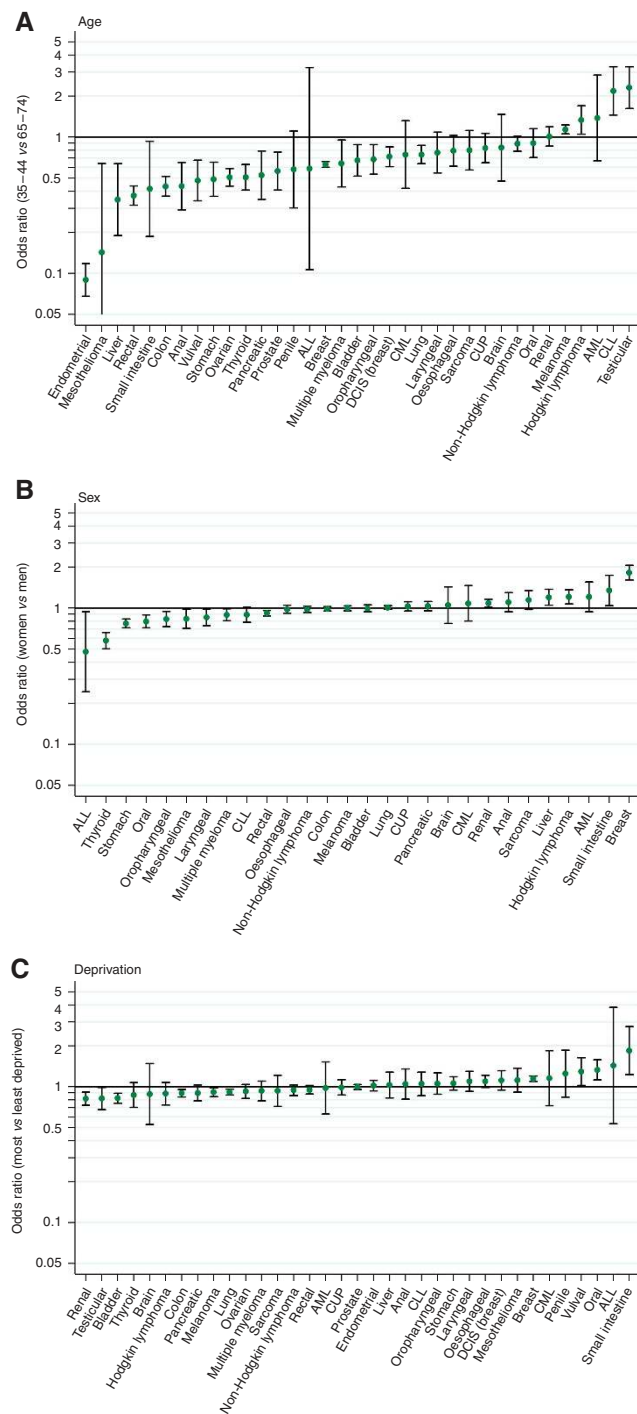 A
Age
Odds ratio (35–44 vs 65–74)
5
4
3
2
1
0.5
0.1
0.05
Endometrial
Mesothelioma
Liver
Rectal
Small intestine
Colon
Anal
Vulval
Stomach
Ovarian
Thyroid
Pancreatic
Prostate
Penile
ALL
Breast
Multiple myeloma
Bladder
Oropharyngeal
DCIS (breast)
CML
Lung
Laryngeal
Oesophageal
Sarcoma
CUP
Brain
Non-Hodgkin lymphoma
Oral
Renal
Melanoma
Hodgkin lymphoma
AML
CLL
Testicular
B
Sex
Odds ratio (women vs men)
5
4
3
2
1
0.5
0.1
0.05
ALL
Thyroid
Stomach
Oral
Oropharyngeal
Mesothelioma
Laryngeal
Multiple myeloma
CLL
Rectal
Oesophageal
Non-Hodgkin lymphoma
Colon
Melanoma
Bladder
Lung
CUP
Pancreatic
Brain
CML
Renal
Anal
Sarcoma
Liver
Hodgkin lymphoma
AML
Small intestine
Breast
C
Deprivation
Odds ratio (most vs least deprived)
5
4
3
2
1
0.5
0.1
0.05
Renal
Testicular
Bladder
Thyroid
Brain
Hodgkin lymphoma
Colon
Pancreatic
Melanoma
Lung
Ovarian
Multiple myeloma
Sarcoma
Non-Hodgkin lymphoma
Rectal
AML
CUP
Prostate
Endometrial
Liver
Anal
CLL
Oropharyngeal
Stomach
Laryngeal
Oesophageal
DCIS (breast)
Mesothelioma
Breast
CML
Penile
Vulval
Oral
ALL
Small intestine